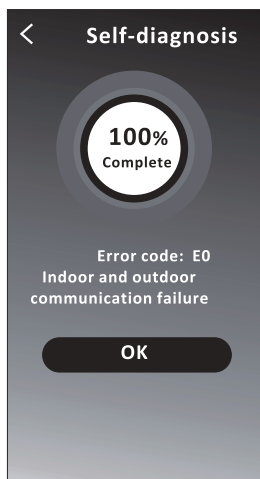 Self-diagnosis
100%
Complete
Error code: E0
Indoor and outdoor
communication failure
OK